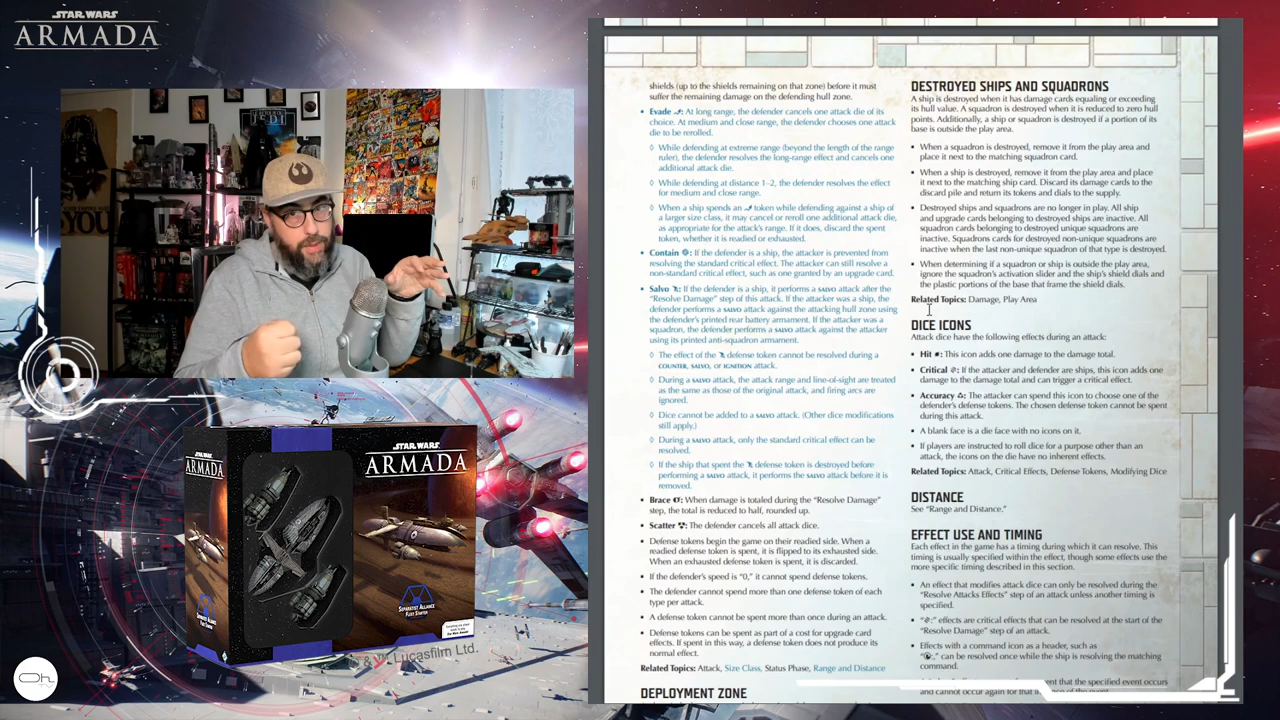 STAR WARS
ARMADA
shields (up to the shields remaining on that zone) before it must
suffer the remaining damage on the defending hull zone.
• Evade : At long range, the defender cancels one attack die of its
choice. At medium and close range, the defender chooses one attack
die to be rerolled.
◊ While defending at extreme range (beyond the length of the range
ruler), the defender resolves the long-range effect and cancels one
additional attack die.
◊ While defending at distance 1–2, the defender resolves the effect
for medium and close range.
◊ When a ship spends an token while defending against a ship of
a larger size class, it may cancel or reroll one additional attack die,
as appropriate for the attack's range. If it does, discard the spent
token, whether it is readied or exhausted.
• Contain : If the defender is a ship, the attacker is prevented from
resolving the standard critical effect. The attacker can still resolve a
non-standard critical effect, such as one granted by an upgrade card.
• Salvo : If the defender is a ship, it performs a SALVO attack after the
"Resolve Damage" step of this attack. If the attacker was a ship, the
defender performs a SALVO against the attacking hull zone using
the defender's printed rear battery armament. If the attacker was a
squadron, the defender performs a SALVO attack against the attacker
using its printed anti-squadron armament.
◊ The effect of the defense token cannot be resolved during a
COUNTER, SALVO, or IGNITION attack.
◊ During a SALVO attack, the attack range and line-of-sight are treated
as the same as those of the original attack, and firing arcs are
ignored.
◊ Dice cannot be added to a SALVO attack. (Other dice modifications
still apply.)
◊ During a SALVO attack, only the standard critical effect can be
resolved.
◊ If the ship that spent the defense token is destroyed before
performing a SALVO attack, it performs the SALVO attack before it is
removed.
• Brace : When damage is totaled during the "Resolve Damage"
step, the total is reduced to half, rounded up.
• Scatter : The defender cancels all attack dice.
• Defense tokens begin the game on their readied side. When a
readied defense token is spent, it is flipped to its exhausted side.
When an exhausted defense token is spent, it is discarded.
• If the defender's speed is "0," it cannot spend defense tokens.
• The defender cannot spend more than one defense token of each
type per attack.
• A defense token cannot be spent more than once during an attack.
• Defense tokens can be spent as part of a cost for upgrade card
effects. If spent in this way, a defense token does not produce its
normal effect.
Related Topics: Attack, Size Class, Status Phase, Range and Distance
DEPLOYMENT ZONE
DESTROYED SHIPS AND SQUADRONS
A ship is destroyed when it has damage cards equaling or exceeding
its hull value. A squadron is destroyed when it is reduced to zero hull
points. Additionally, a ship or squadron is destroyed if a portion of its
base is outside the play area.
• When a squadron is destroyed, remove it from the play area and
place it next to the matching squadron card.
• When a ship is destroyed, remove it from the play area and place
it next to the matching ship card. Discard its damage cards to the
discard pile and return its tokens and dials to the supply.
• Destroyed ships and squadrons are no longer in play. All ship
and upgrade cards belonging to destroyed ships are inactive. All
squadron cards belonging to destroyed unique squadrons are
inactive. Squadrons cards for destroyed non-unique squadrons are
inactive when the last non-unique squadron of that type is destroyed.
• When determining if a squadron or ship is outside the play area,
ignore the squadron's activation slider and the ship's shield dials and
the plastic portions of the base that frame the shield dials.
Related Topics: Damage, Play Area
DICE ICONS
Attack dice have the following effects during an attack:
• Hit : This icon adds one damage to the damage total.
• Critical : If the attacker and defender are ships, this icon adds one
damage to the damage total and can trigger a critical effect.
• Accuracy : The attacker can spend this icon to choose one of the
defender's defense tokens. The chosen defense token cannot be spent
during this attack.
• A blank face is a die face with no icons on it.
• If players are instructed to roll dice for a purpose other than an
attack, the icons on the die have no inherent effects.
Related Topics: Attack, Critical Effects, Defense Tokens, Modifying Dice
DISTANCE
See "Range and Distance."
EFFECT USE AND TIMING
Each effect in the game has a timing during which it can resolve. This
timing is usually specified within the effect, though some effects use the
more specific timing described in this section.
• An effect that modifies attack dice can only be resolved during the
"Resolve Attacks Effects" step of an attack unless another timing is
specified.
• ":" effects are critical effects that can be resolved at the start of the
"Resolve Damage" step of an attack.
• Effects with a command icon as a header, such as
":," can be resolved once while the ship is resolving the matching
command.
that the specified event occurs
and cannot occur again for that
STAR WARS
ARMADA
STAR WARS
ARMADA
SEPARATIST ALLIANCE
FLEET STARTER
Lucasfilm Ltd.